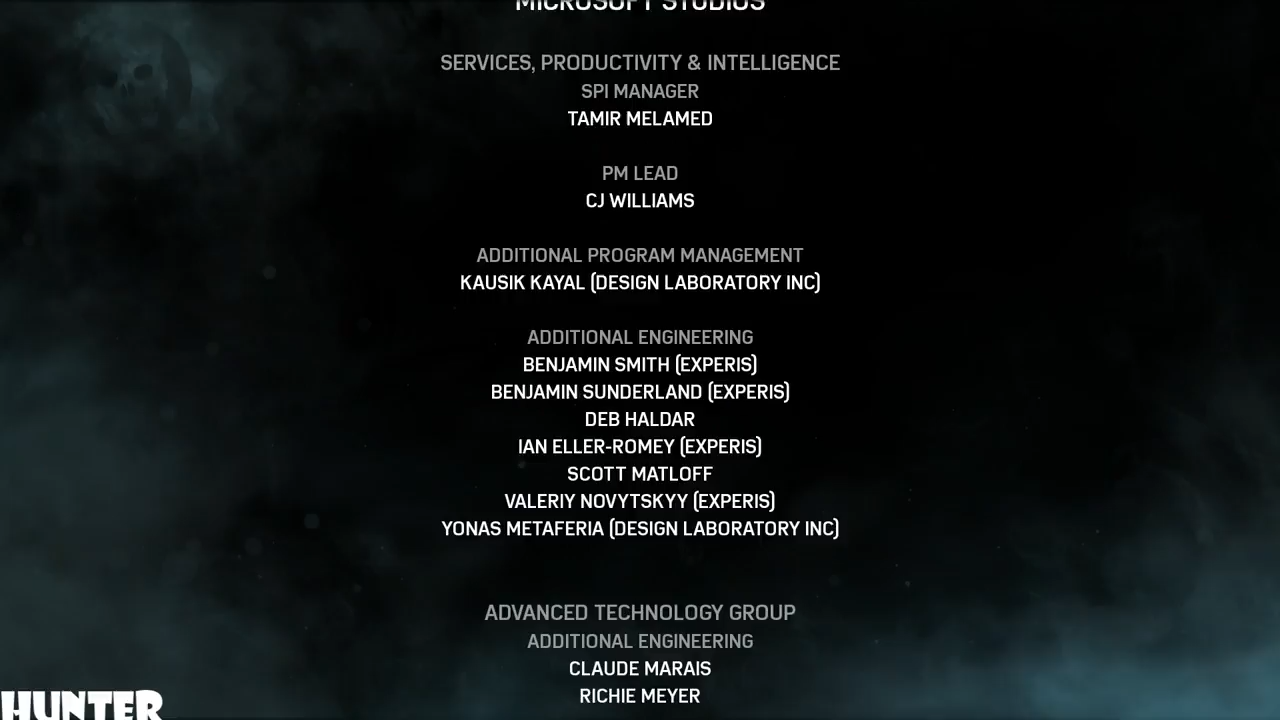 MICROSOFT STUDIOS
SERVICES, PRODUCTIVITY & INTELLIGENCE
SPI MANAGER
TAMIR MELAMED
PM LEAD
CJ WILLIAMS
ADDITIONAL PROGRAM MANAGEMENT
KAUSIK KAYAL (DESIGN LABORATORY INC)
ADDITIONAL ENGINEERING
BENJAMIN SMITH (EXPERIS)
BENJAMIN SUNDERLAND (EXPERIS)
DEB HALDAR
IAN ELLER-ROMEY (EXPERIS)
SCOTT MATLOFF
VALERIY NOVYTSKYY (EXPERIS)
YONAS METAFERIA (DESIGN LABORATORY INC)
ADVANCED TECHNOLOGY GROUP
ADDITIONAL ENGINEERING
CLAUDE MARAIS
RICHIE MEYER
HUNTER